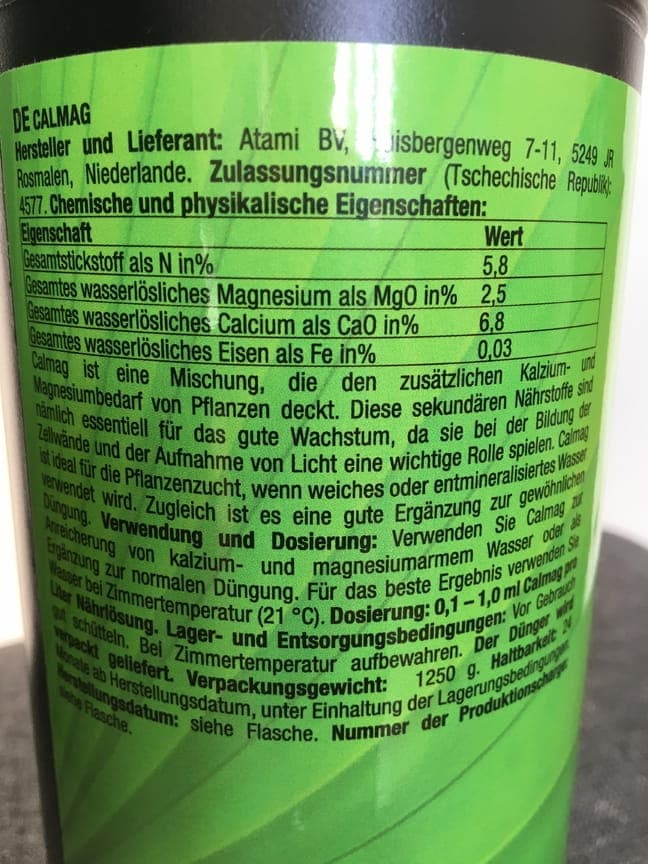 DE CALMAG
Hersteller und Lieferant: Atami BV, 7-11, 5249 JR
Rosmalen, Niederlande. Zulassungsnummer (Tschechische Republik):
4577. Chemische und physikalische Eigenschaften:
Eigenschaft Wert
Gesamtstickstoff als N in% 5,8
Gesamtes wasserlösliches Magnesium als MgO in% 2,5
Gesamtes wasserlösliches Calcium als CaO in% 6,8
Gesamtes wasserlösliches Eisen als Fe in% 0,03
Calmag ist eine Mischung, die den zusätzlichen Kalzium- und
Magnesiumbedarf von Pflanzen deckt. Diese sekundären Nährstoffe sind
nämlich essentiell für das gute Wachstum, da sie bei der Bildung der
Zellwände und der Aufnahme von Licht eine wichtige Rolle spielen. Calmag
ist ideal für die Pflanzenzucht, wenn weiches oder entmineralisiertes Wasser
verwendet wird. Zugleich ist es eine gute Ergänzung zur gewöhnlichen
Düngung. Verwendung und Dosierung: Verwenden Sie Calmag zur
Anreicherung von kalzium- und magnesiumarmem Wasser oder als
Ergänzung zur normalen Düngung. Für das beste Ergebnis verwenden Sie
Wasser bei Zimmertemperatur (21 °C). Dosierung: 0,1 – 1,0 ml Calmag pro
Liter Nährlösung. Lager- und Entsorgungsbedingungen: Vor Gebrauch
gut schütteln. Bei Zimmertemperatur aufbewahren. Der Dünger wird
verpackt geliefert. Verpackungsgewicht: 1250 g. Haltbarkeit: 24
Monate ab Herstellungsdatum, unter Einhaltung der Lagerungsbedingungen.
Herstellungsdatum: siehe Flasche. Nummer der Produktionscharge:
siehe Flasche.